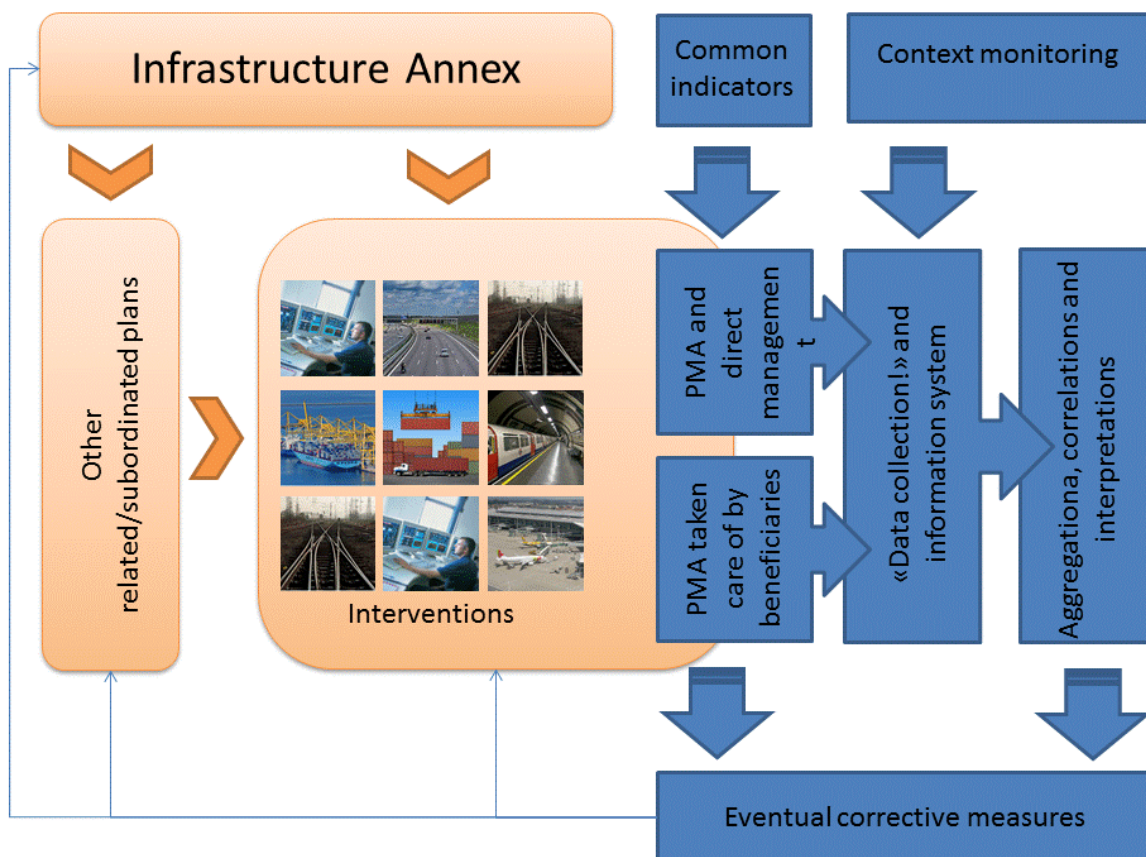 Infrastructure Annex
Common
indicators
Context monitoring
Other
related/subordinated plans
Interventions
PMA and
direct
managemen
t
PMA taken
care of by
beneficiaries
«Data collection!» and
information system
Aggregationa, correlations and
interpretations
Eventual corrective measures